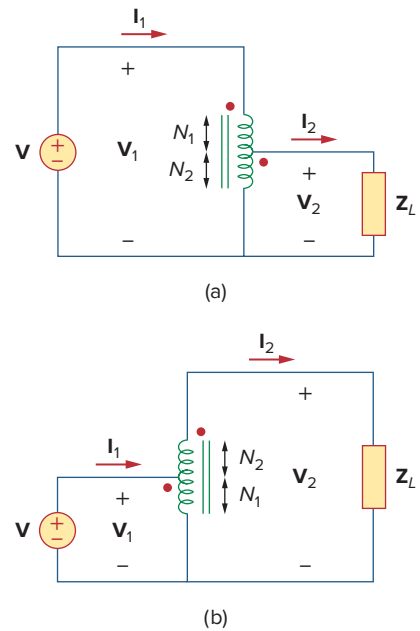 I1
+
N1
I2
V
+
−
V1
N2
+
V2
ZL
−
−
(a)
I2
+
I1
N2
V2
ZL
+
N1
V
+
−
V1
−
−
(b)